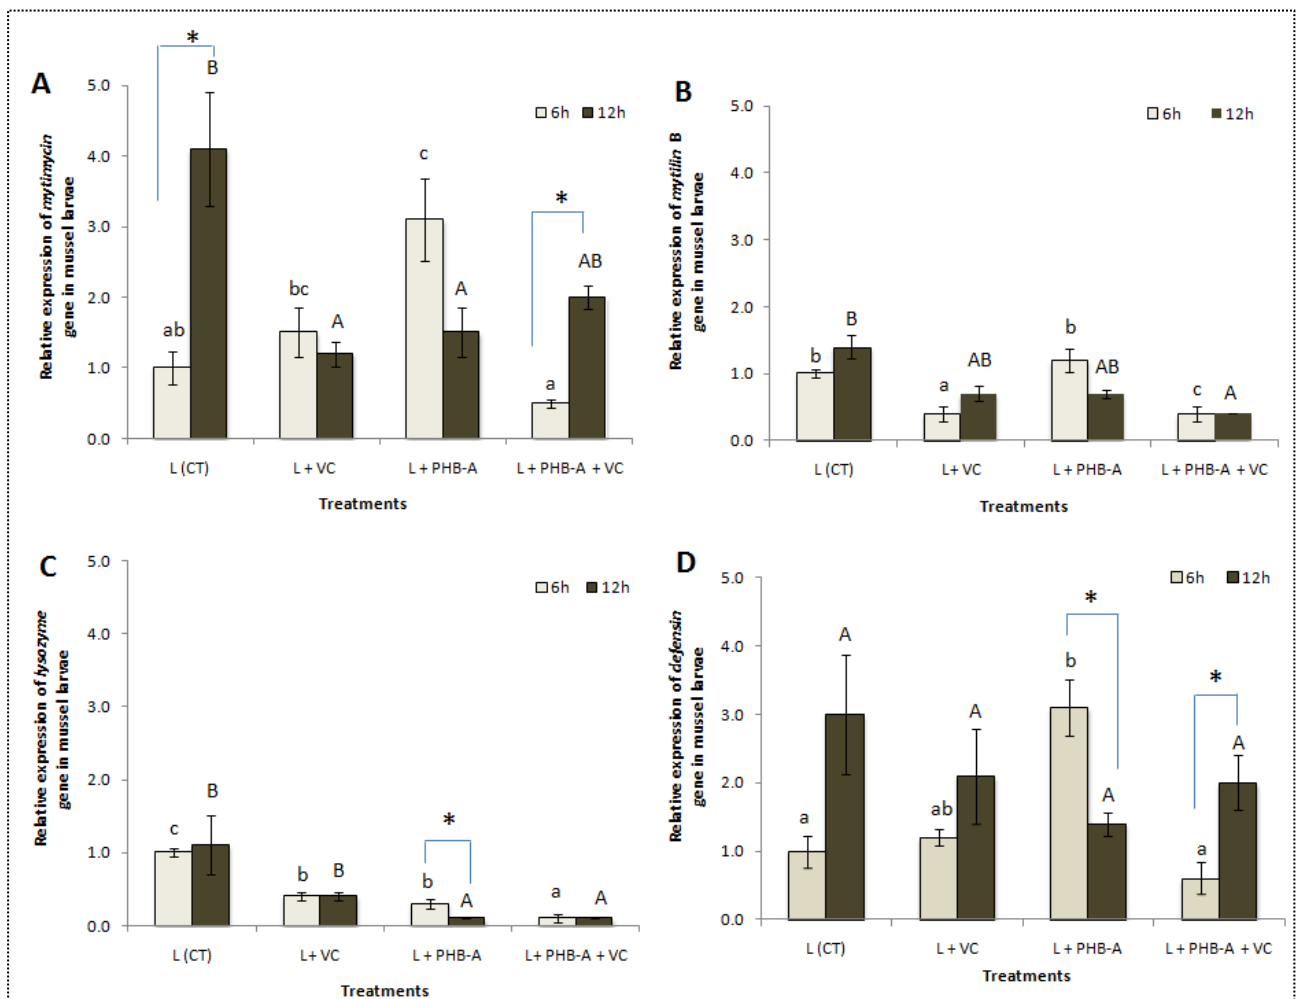 A
*
B
5.0
4.0
3.0
2.0
1.0
0.0
6h 12h
c
*
AB
bc
A
A
ab
a
L (CT) L + VC L + PHB-A L + PHB-A + VC
Treatments
Relative expression of mytimycin
gene in mussel larvae
B
5.0
4.0
3.0
2.0
1.0
0.0
6h 12h
B
b
b
AB
AB
a
c
A
L (CT) L+ VC L + PHB-A L + PHB-A + VC
Treatments
Relative expression of mytilin B
gene in mussel larvae
C
5.0
4.0
3.0
2.0
1.0
0.0
6h 12h
B
c
*
b
B
b
A
a
A
L (CT) L+ VC L + PHB-A L+ PHB-A + VC
Treatments
Relative expression of lysozyme
gene in mussel larvae
D
5.0
4.0
3.0
2.0
1.0
0.0
6h 12h
*
A
b
*
A
A
ab
a
A
a
L (CT) L + VC L + PHB-A L + PHB-A + VC
Treatments
Relative expression of defensin
gene in mussel larvae